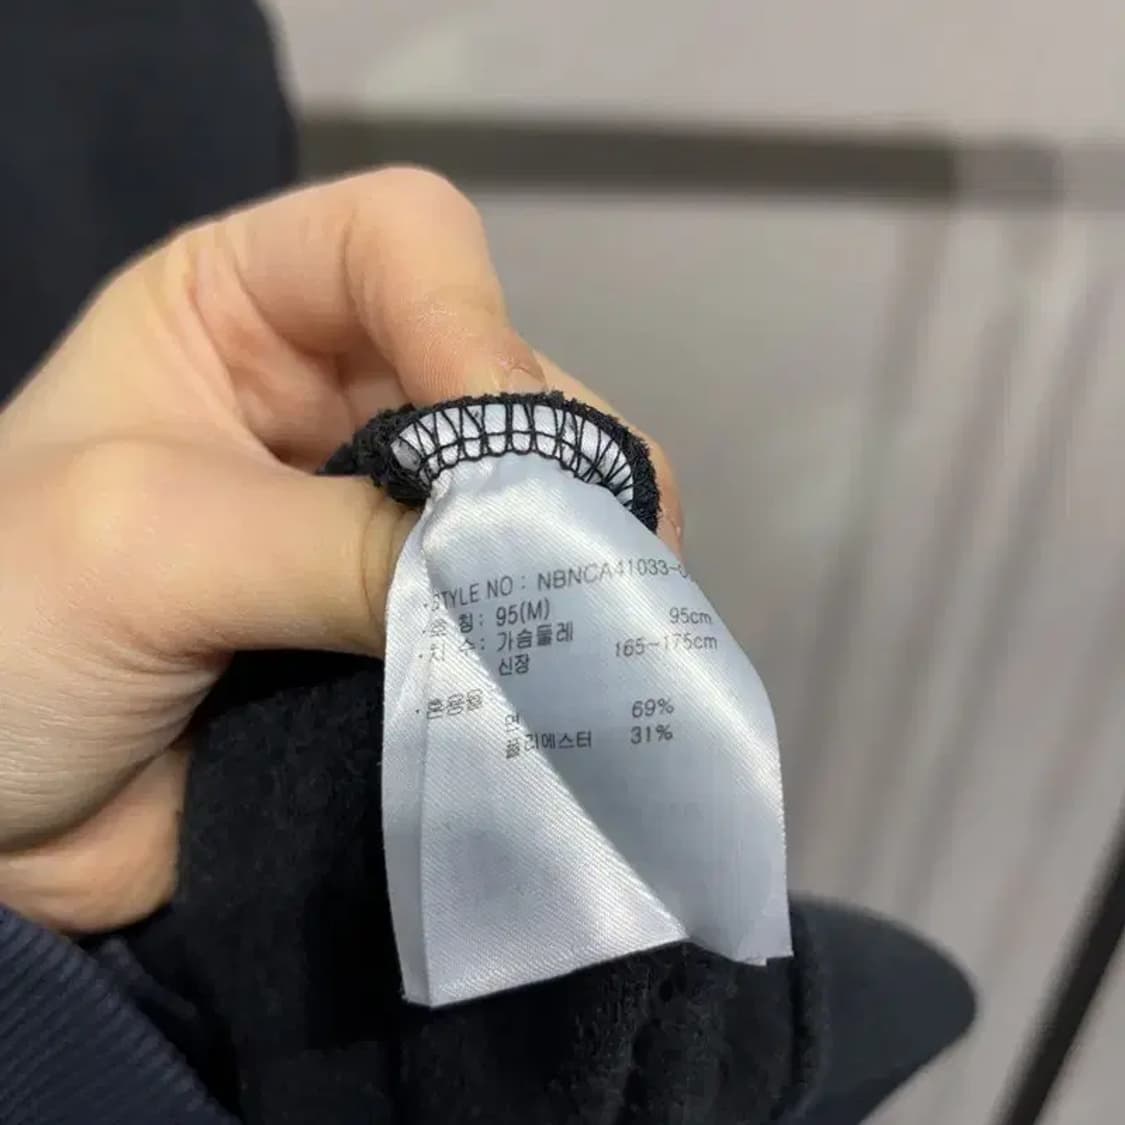 ·STYLE NO : NBNCA41033-
·호 칭: 95(M)
·치 수: 가슴둘레 95cm
신장 165~175cm
·혼용율
면 69%
폴리에스터 31%